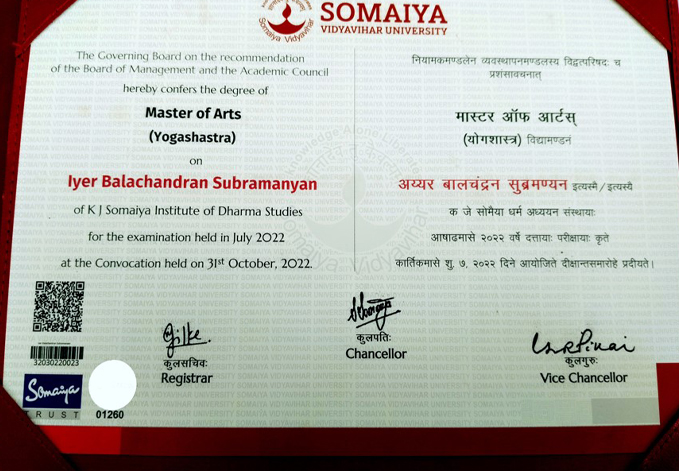 SOMAIYA
VIDYAVIHAR UNIVERSITY
The Governing Board on the recommendation
of the Board of Management and the Academic Council
hereby confers the degree of
Master of Arts
(Yogashastra)
on
Iyer Balachandran Subramanyan
of K J Somaiya Institute of Dharma Studies
for the examination held in July 2022
at the Convocation held on 31st October, 2022.
नियामकमण्डलेन व्यवस्थापनमण्डलस्य विद्वत्परिषदः च
प्रशंसावचनात्
मास्टर ऑफ आर्टस्
(योगशास्त्र) विद्यामण्डनं
अय्यर बालचंद्रन सुब्रमण्यन इत्यस्मै / इत्यस्यै
क जे सोमैया धर्म अध्ययन संस्थायाः
आषाढमासे २०२२ वर्षे दत्तायाः परीक्षायाः कृते
कार्तिकमासे शु. ७, २०२२ दिने आयोजिते दीक्षान्तसमारोहे प्रदीयते।
कुलसचिवः
Registrar
कुलपतिः
Chancellor
कुलगुरुः
Vice Chancellor
32030220023
Somaiya
TRUST
01260